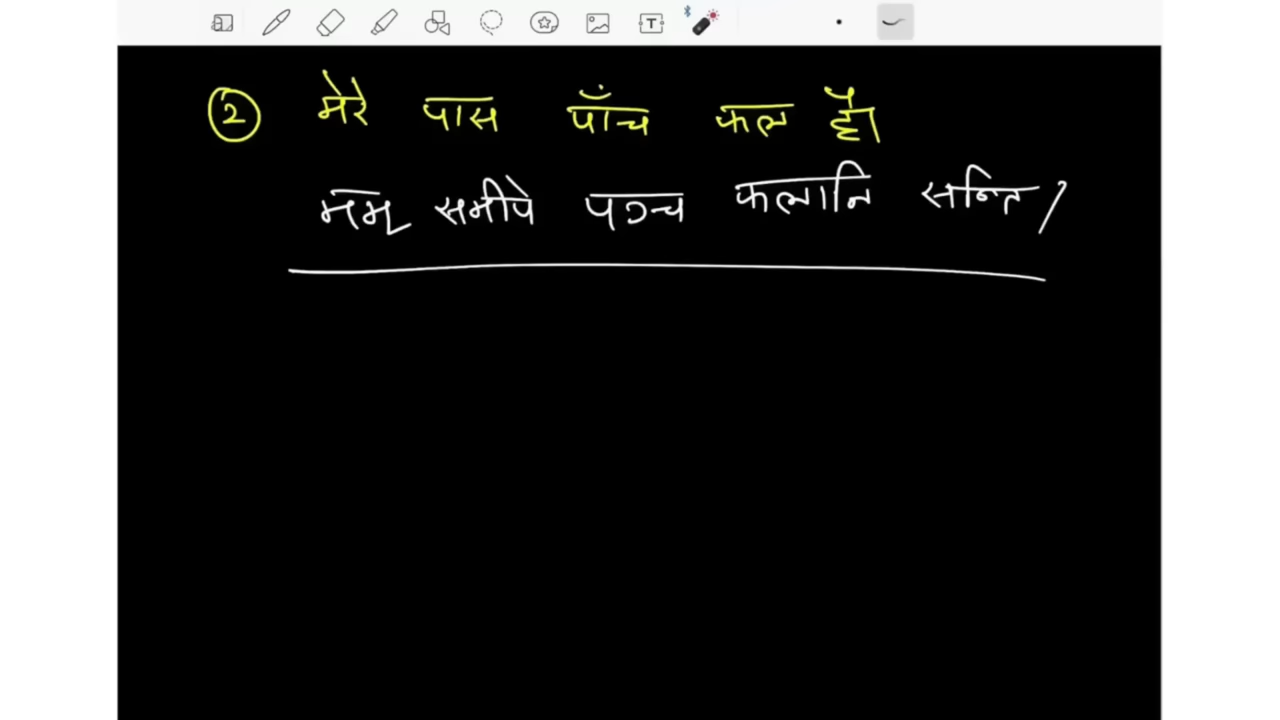 ② मेरे पास पाँच फल हैं।
मम समीपे पञ्च फलानि सन्ति।